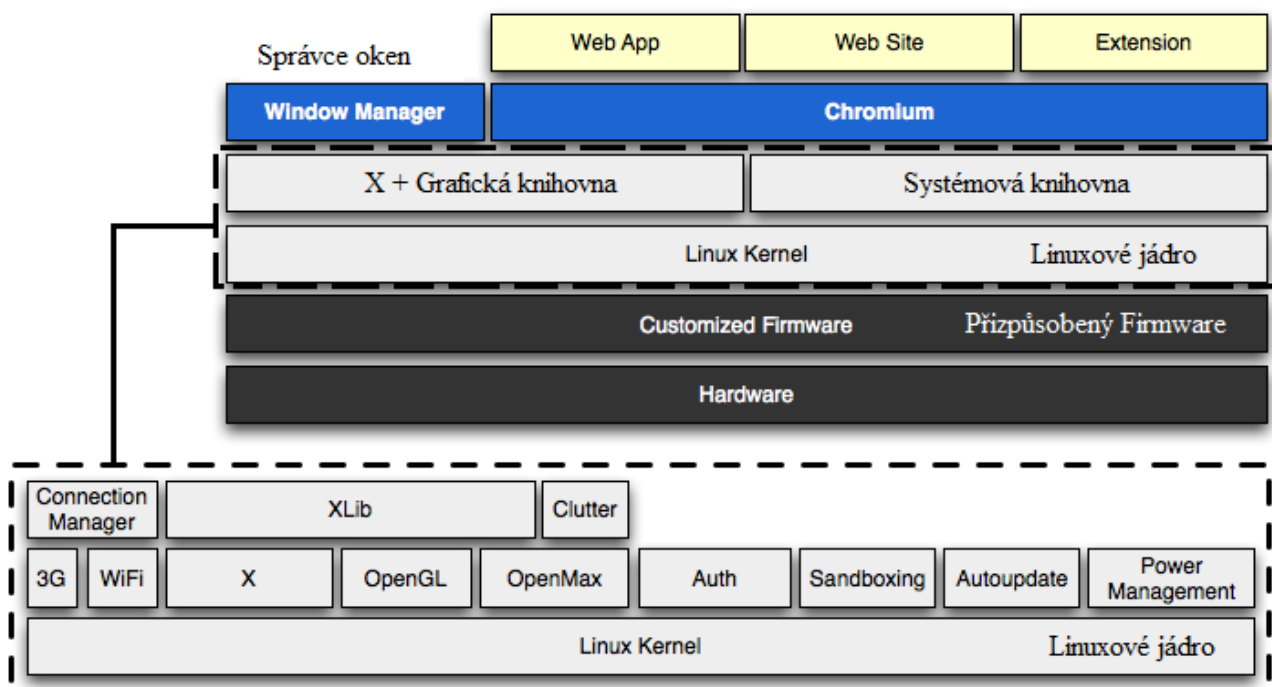 Web App
Web Site
Extension
Správce oken
Window Manager
Chromium
X + Grafická knihovna
Systémová knihovna
Linux Kernel
Linuxové jádro
Customized Firmware
Přizpůsobený Firmware
Hardware
Connection
Manager
XLib
Clutter
3G
WiFi
X
OpenGL
OpenMax
Auth
Sandboxing
Autoupdate
Power
Management
Linux Kernel
Linuxové jádro